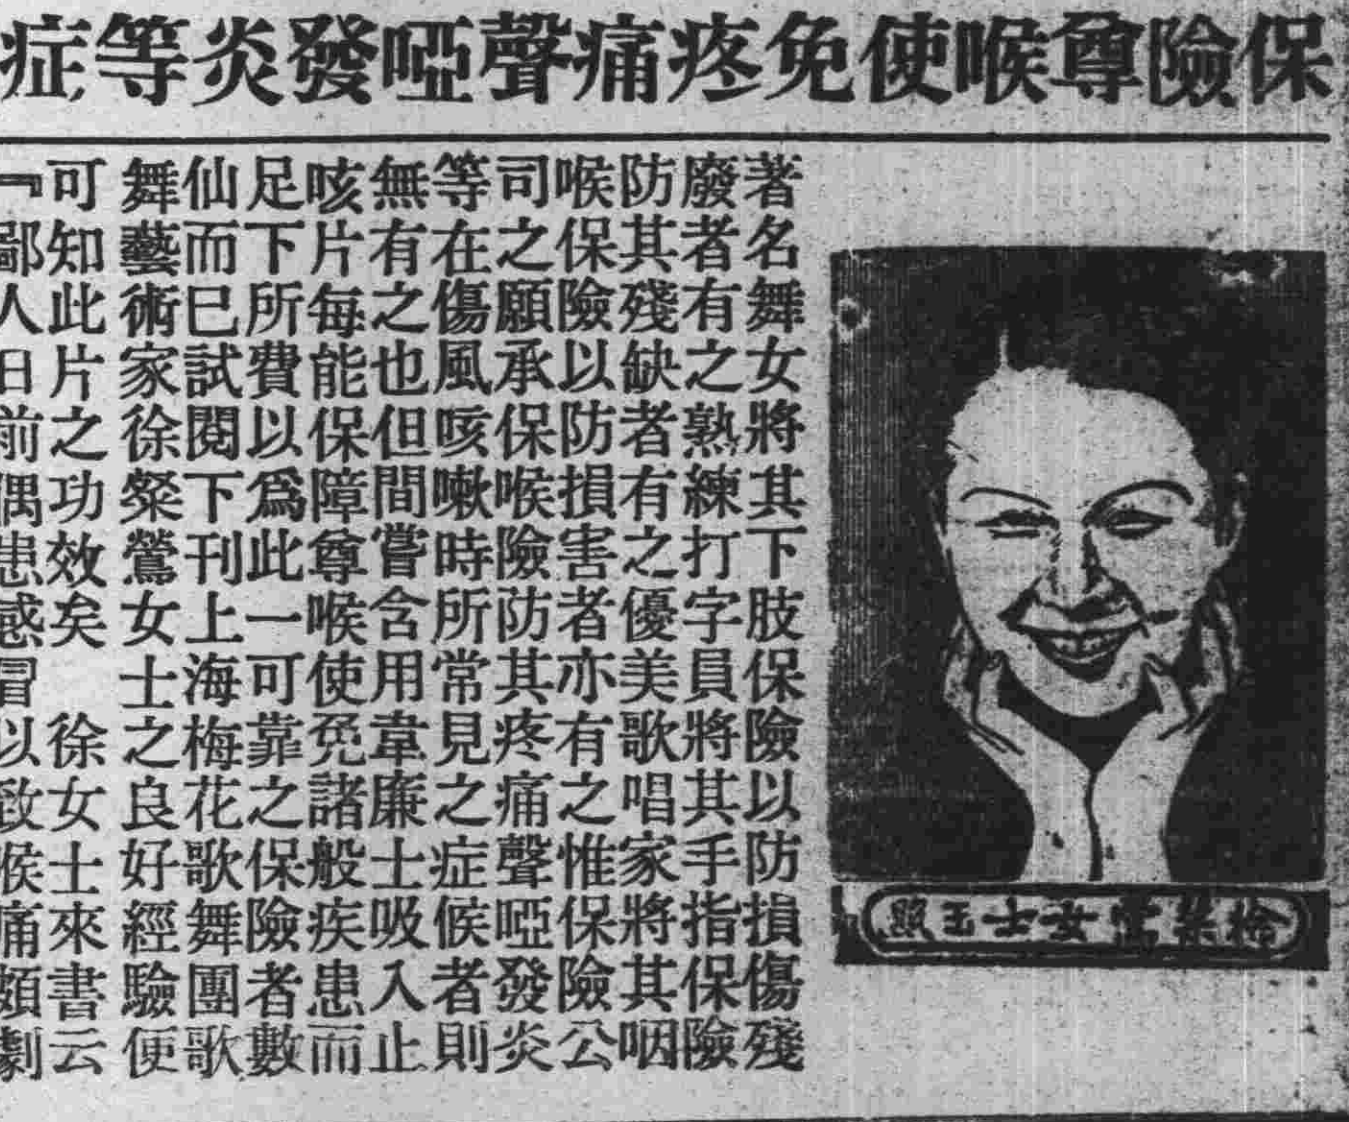 保險尊喉使免疼痛聲啞發炎等症
徐粲鶯女士玉照
著名舞女將其下肢保險以防損傷殘
廢者有之熟練打字員將其手指保險
防其殘缺者有之優美歌唱家將其咽
喉保險以防損害者亦有之惟保險公
司之願承保喉險防其疼痛聲啞發炎
等在傷風咳嗽時所常見之症候者則
無有之也但間嘗含用韋廉士吸入止
咳片每能保障尊喉使免諸般疾患而
足下所費以爲此一可靠之保險者數
仙而已試閱下刊上海梅花歌舞團歌
舞藝術家徐粲鶯女士之良好經驗便
可知此片之功效矣 徐女士來書云
『鄙人日前偶患感冒以致喉痛頗劇